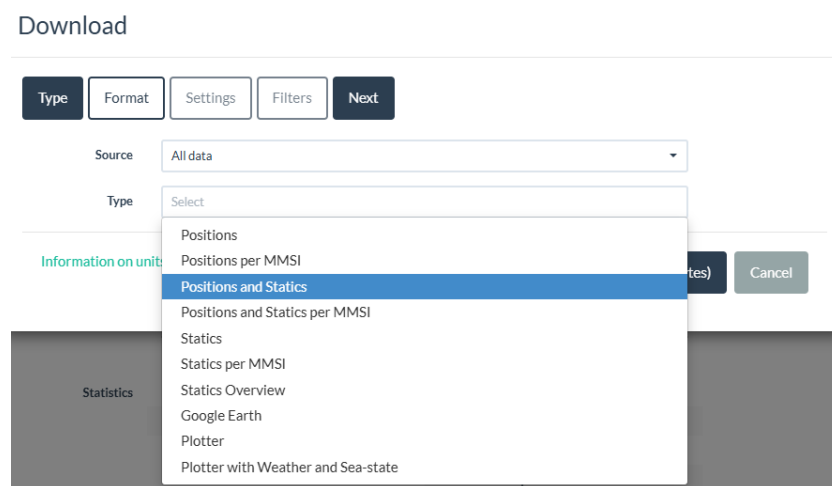 Download
Type Format Settings Filters Next
Source All data
Type Select
Positions
Positions per MMSI
Information on unit
Positions and Statics
tes) Cancel
Positions and Statics per MMSI
Statics
Statics per MMSI
Statistics Statics Overview
Google Earth
Plotter
Plotter with Weather and Sea-state